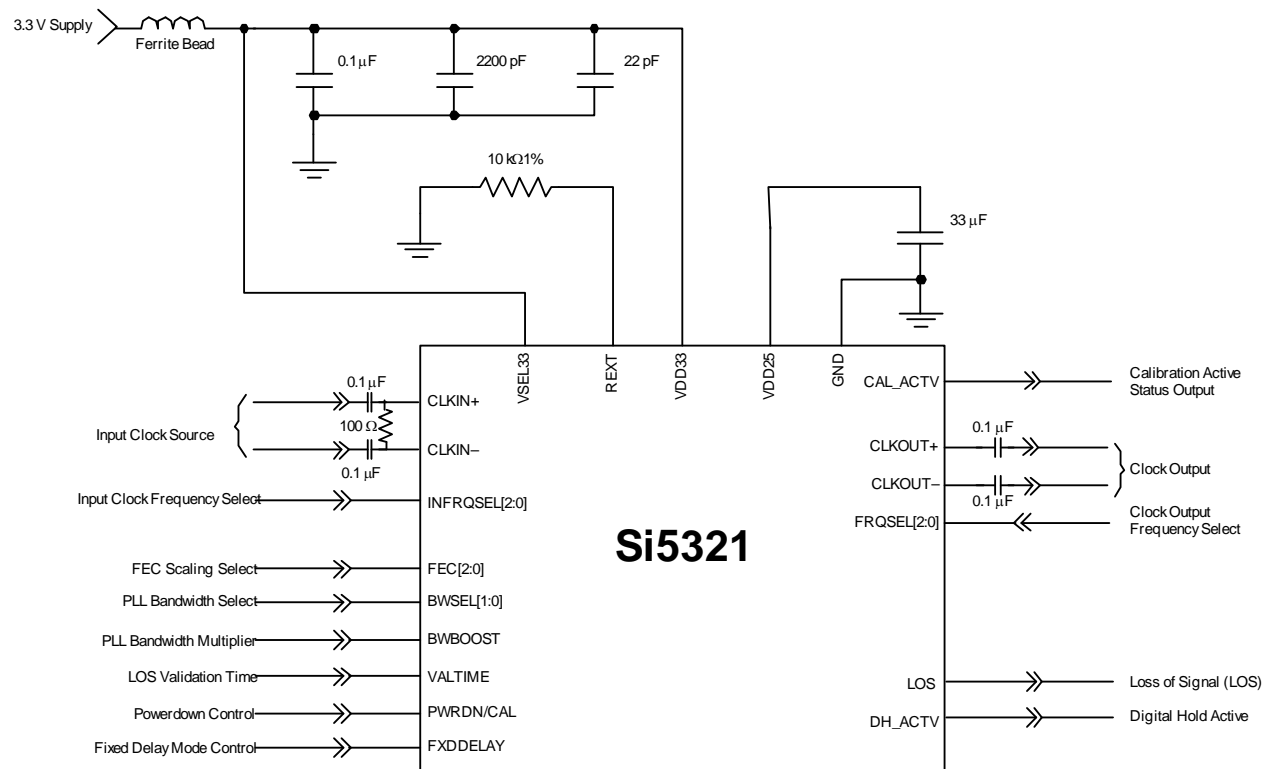 3.3 V Supply
Ferrite Bead
0.1 μF
2200 pF
22 pF
10 kΩ1%
33 μF
VSEL33
REXT
VDD33
VDD25
GND
0.1 μF
CLKIN+
100 Ω
Input Clock Source
CLKIN–
0.1 μF
Input Clock Frequency Select
INFRQSEL[2:0]
FEC Scaling Select
FEC[2:0]
PLL Bandwidth Select
BWSEL[1:0]
PLL Bandwidth Multiplier
BWBOOST
LOS Validation Time
VALTIME
Powerdown Control
PWRDN/CAL
Fixed Delay Mode Control
FXDDELAY
Si5321
CAL_ACTV
Calibration Active
Status Output
0.1 μF
CLKOUT+
Clock Output
CLKOUT–
0.1 μF
FRQSEL[2:0]
Clock Output
Frequency Select
LOS
Loss of Signal (LOS)
DH_ACTV
Digital Hold Active